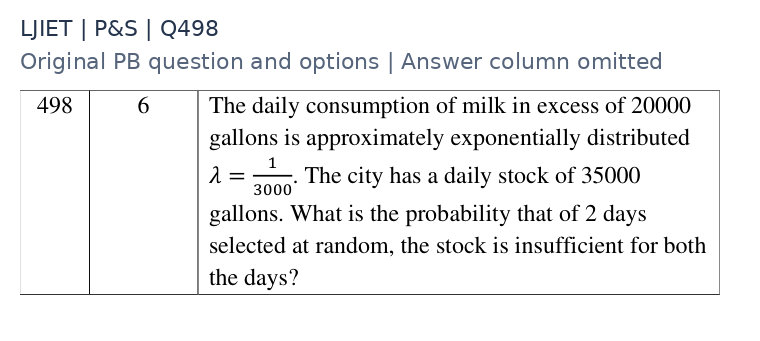 LJIET | P&S | Q498
Original PB question and options | Answer column omitted
498 6 The daily consumption of milk in excess of 20000
gallons is approximately exponentially distributed
λ = 1/3000. The city has a daily stock of 35000
gallons. What is the probability that of 2 days
selected at random, the stock is insufficient for both
the days?